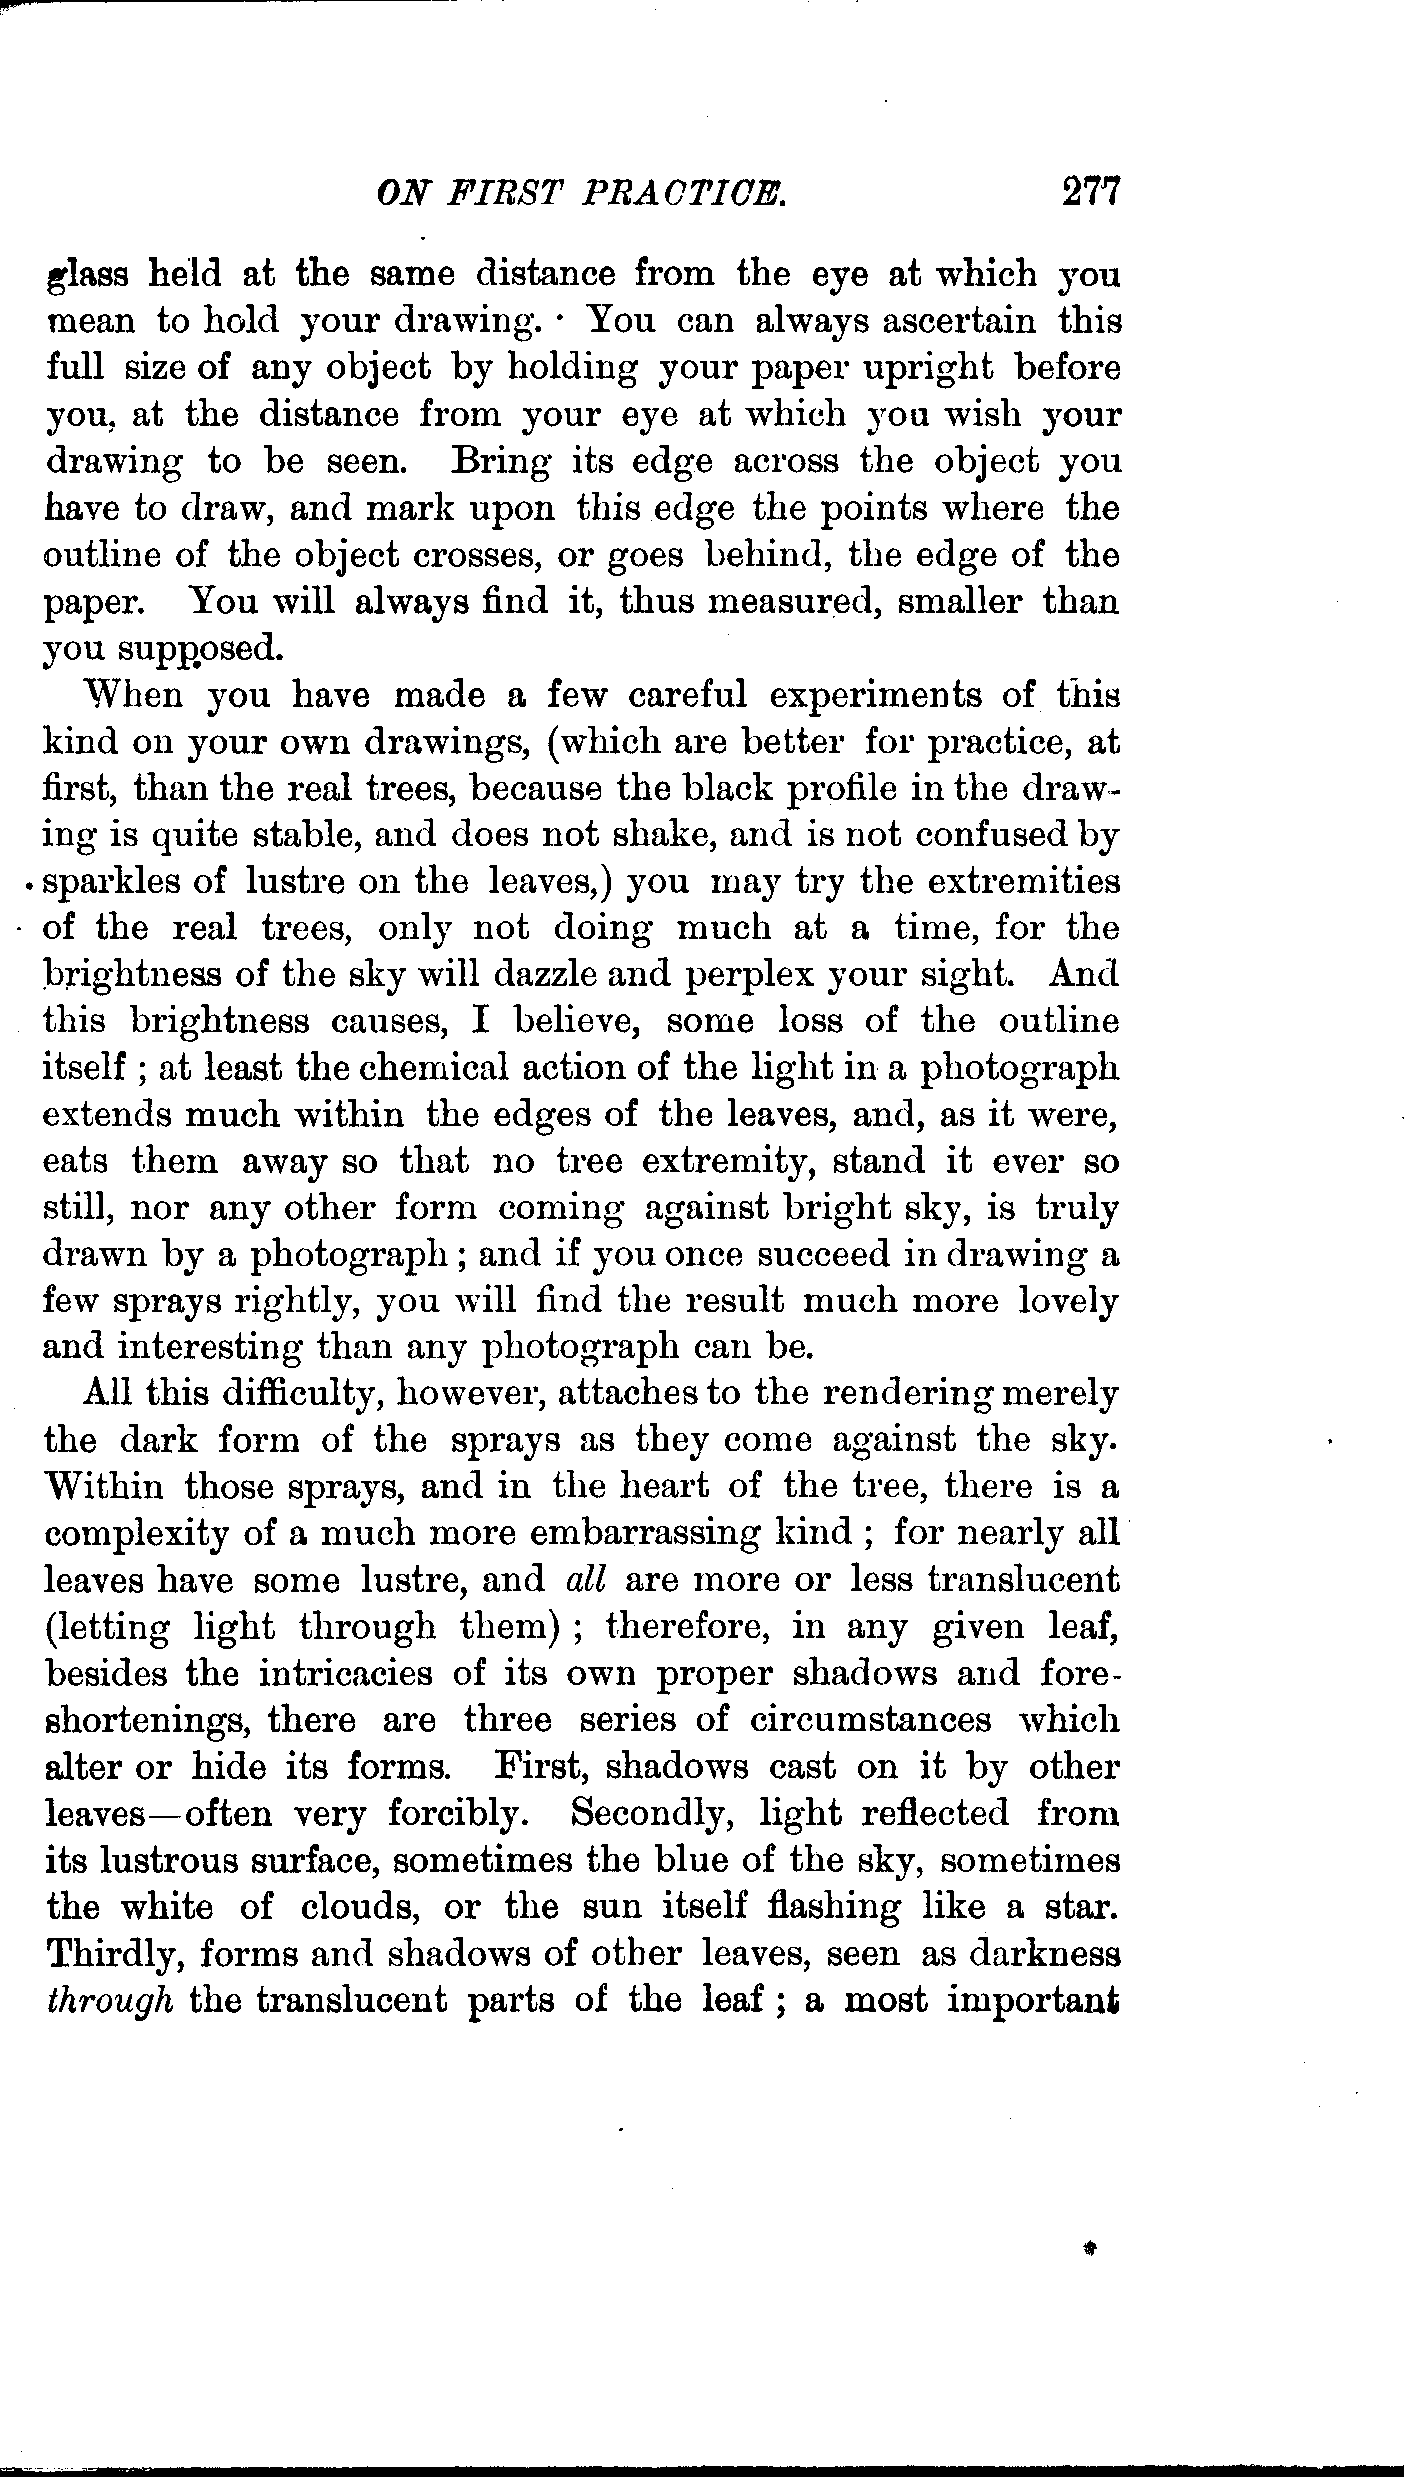 ON FIRST PRACTICE. 277
glass held at the same distance from the eye at which you
mean to hold your drawing. You can always ascertain this
full size of any object by holding your paper upright before
you, at the distance from your eye at which you wish your
drawing to be seen. Bring its edge across the object you
have to draw, and mark upon this edge the points where the
outline of the object crosses, or goes behind, the edge of the
paper. You will always find it, thus measured, smaller than
you supposed.
When you have made a few careful experiments of this
kind on your own drawings, (which are better for practice, at
first, than the real trees, because the black profile in the draw-
ing is quite stable, and does not shake, and is not confused by
sparkles of lustre on the leaves,) you may try the extremities
of the real trees, only not doing much at a time, for the
brightness of the sky will dazzle and perplex your sight. And
this brightness causes, I believe, some loss of the outline
itself ; at least the chemical action of the light in a photograph
extends much within the edges of the leaves, and, as it were,
eats them away so that no tree extremity, stand it ever so
still, nor any other form coming against bright sky, is truly
drawn by a photograph ; and if you once succeed in drawing a
few sprays rightly, you will find the result much more lovely
and interesting than any photograph can be.
All this difficulty, however, attaches to the rendering merely
the dark form of the sprays as they come against the sky.
Within those sprays, and in the heart of the tree, there is a
complexity of a much more embarrassing kind ; for nearly all
leaves have some lustre, and all are more or less translucent
(letting light through them) ; therefore, in any given leaf,
besides the intricacies of its own proper shadows and fore-
shortenings, there are three series of circumstances which
alter or hide its forms. First, shadows cast on it by other
leaves—often very forcibly. Secondly, light reflected from
its lustrous surface, sometimes the blue of the sky, sometimes
the white of clouds, or the sun itself flashing like a star.
Thirdly, forms and shadows of other leaves, seen as darkness
through the translucent parts of the leaf ; a most important